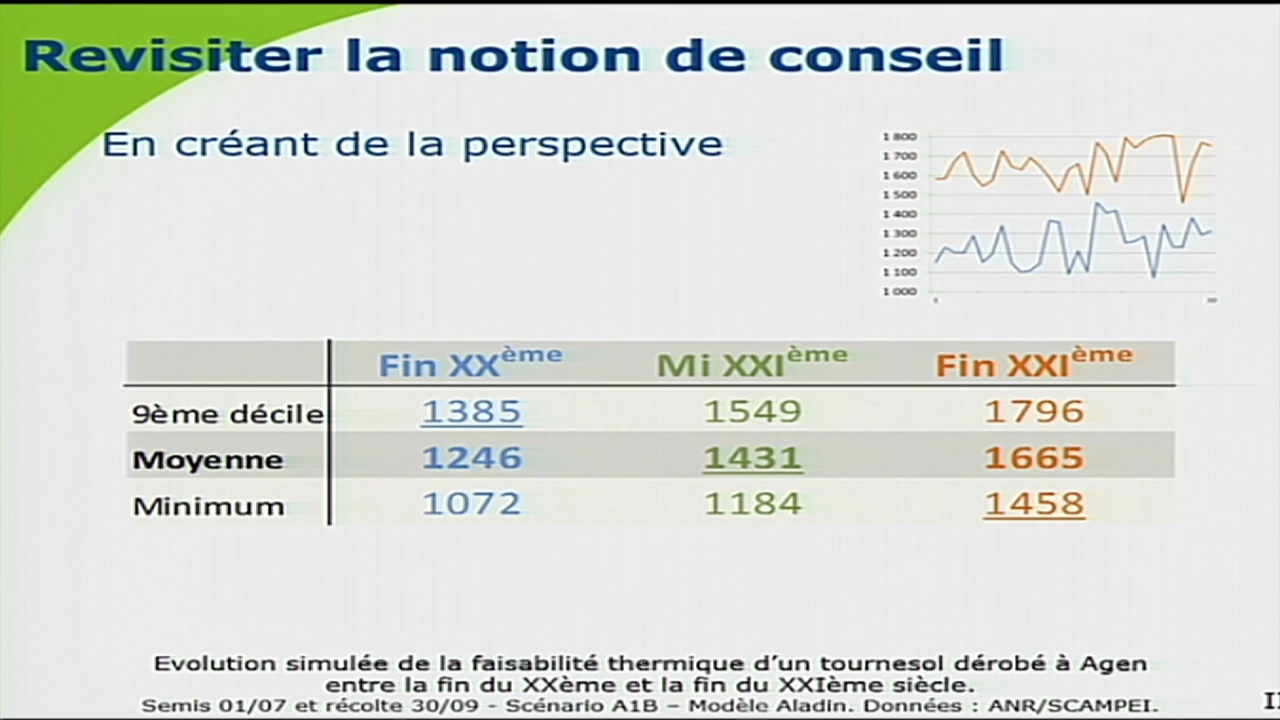 Revisiter la notion de conseil
En créant de la perspective
1 800
1 700
1 600
1 500
1 400
1 300
1 200
1 100
1 000
1 30
Fin XXème Mi XXIème Fin XXIème
9ème décile 1385 1549 1796
Moyenne 1246 1431 1665
Minimum 1072 1184 1458
Evolution simulée de la faisabilité thermique d'un tournesol dérobé à Agen
entre la fin du XXème et la fin du XXIème siècle.
Semis 01/07 et récolte 30/09 - Scénario A1B – Modèle Aladin. Données : ANR/SCAMPEI.